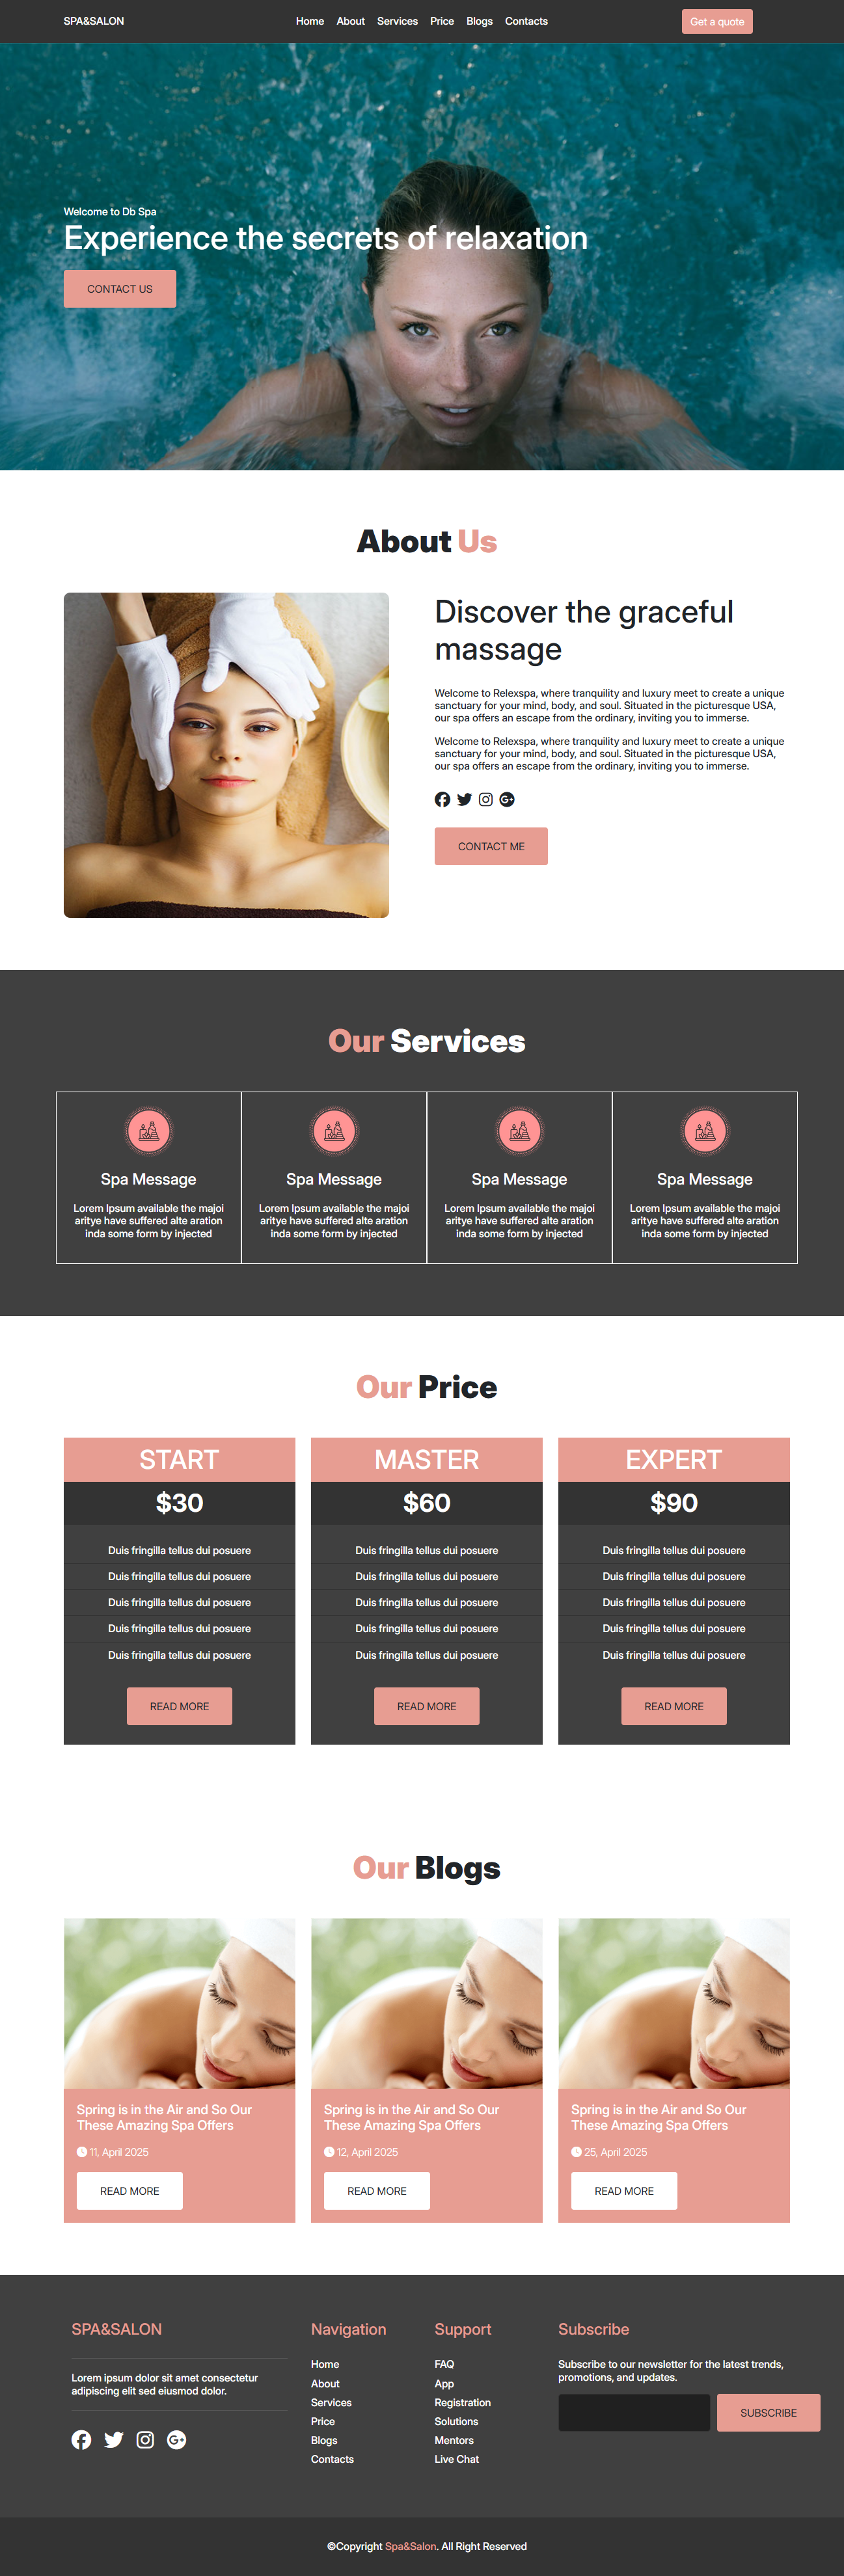 SPA&SALON
Home About Services Price Blogs Contacts
Get a quote
Welcome to Db Spa
Experience the secrets of relaxation
CONTACT US
About Us
Discover the graceful
massage
Welcome to Relexspa, where tranquility and luxury meet to create a unique
sanctuary for your mind, body, and soul. Situated in the picturesque USA,
our spa offers an escape from the ordinary, inviting you to immerse.
Welcome to Relexspa, where tranquility and luxury meet to create a unique
sanctuary for your mind, body, and soul. Situated in the picturesque USA,
our spa offers an escape from the ordinary, inviting you to immerse.
CONTACT ME
Our Services
Spa Message
Lorem Ipsum available the majoi
aritye have suffered alte aration
inda some form by injected
Spa Message
Lorem Ipsum available the majoi
aritye have suffered alte aration
inda some form by injected
Spa Message
Lorem Ipsum available the majoi
aritye have suffered alte aration
inda some form by injected
Spa Message
Lorem Ipsum available the majoi
aritye have suffered alte aration
inda some form by injected
Our Price
START
$30
Duis fringilla tellus dui posuere
Duis fringilla tellus dui posuere
Duis fringilla tellus dui posuere
Duis fringilla tellus dui posuere
Duis fringilla tellus dui posuere
READ MORE
MASTER
$60
Duis fringilla tellus dui posuere
Duis fringilla tellus dui posuere
Duis fringilla tellus dui posuere
Duis fringilla tellus dui posuere
Duis fringilla tellus dui posuere
READ MORE
EXPERT
$90
Duis fringilla tellus dui posuere
Duis fringilla tellus dui posuere
Duis fringilla tellus dui posuere
Duis fringilla tellus dui posuere
Duis fringilla tellus dui posuere
READ MORE
Our Blogs
Spring is in the Air and So Our
These Amazing Spa Offers
11, April 2025
READ MORE
Spring is in the Air and So Our
These Amazing Spa Offers
12, April 2025
READ MORE
Spring is in the Air and So Our
These Amazing Spa Offers
25, April 2025
READ MORE
SPA&SALON
Lorem ipsum dolor sit amet consectetur
adipiscing elit sed eiusmod dolor.
Navigation
Home
About
Services
Price
Blogs
Contacts
Support
FAQ
App
Registration
Solutions
Mentors
Live Chat
Subscribe
Subscribe to our newsletter for the latest trends,
promotions, and updates.
SUBSCRIBE
©Copyright Spa&Salon. All Right Reserved